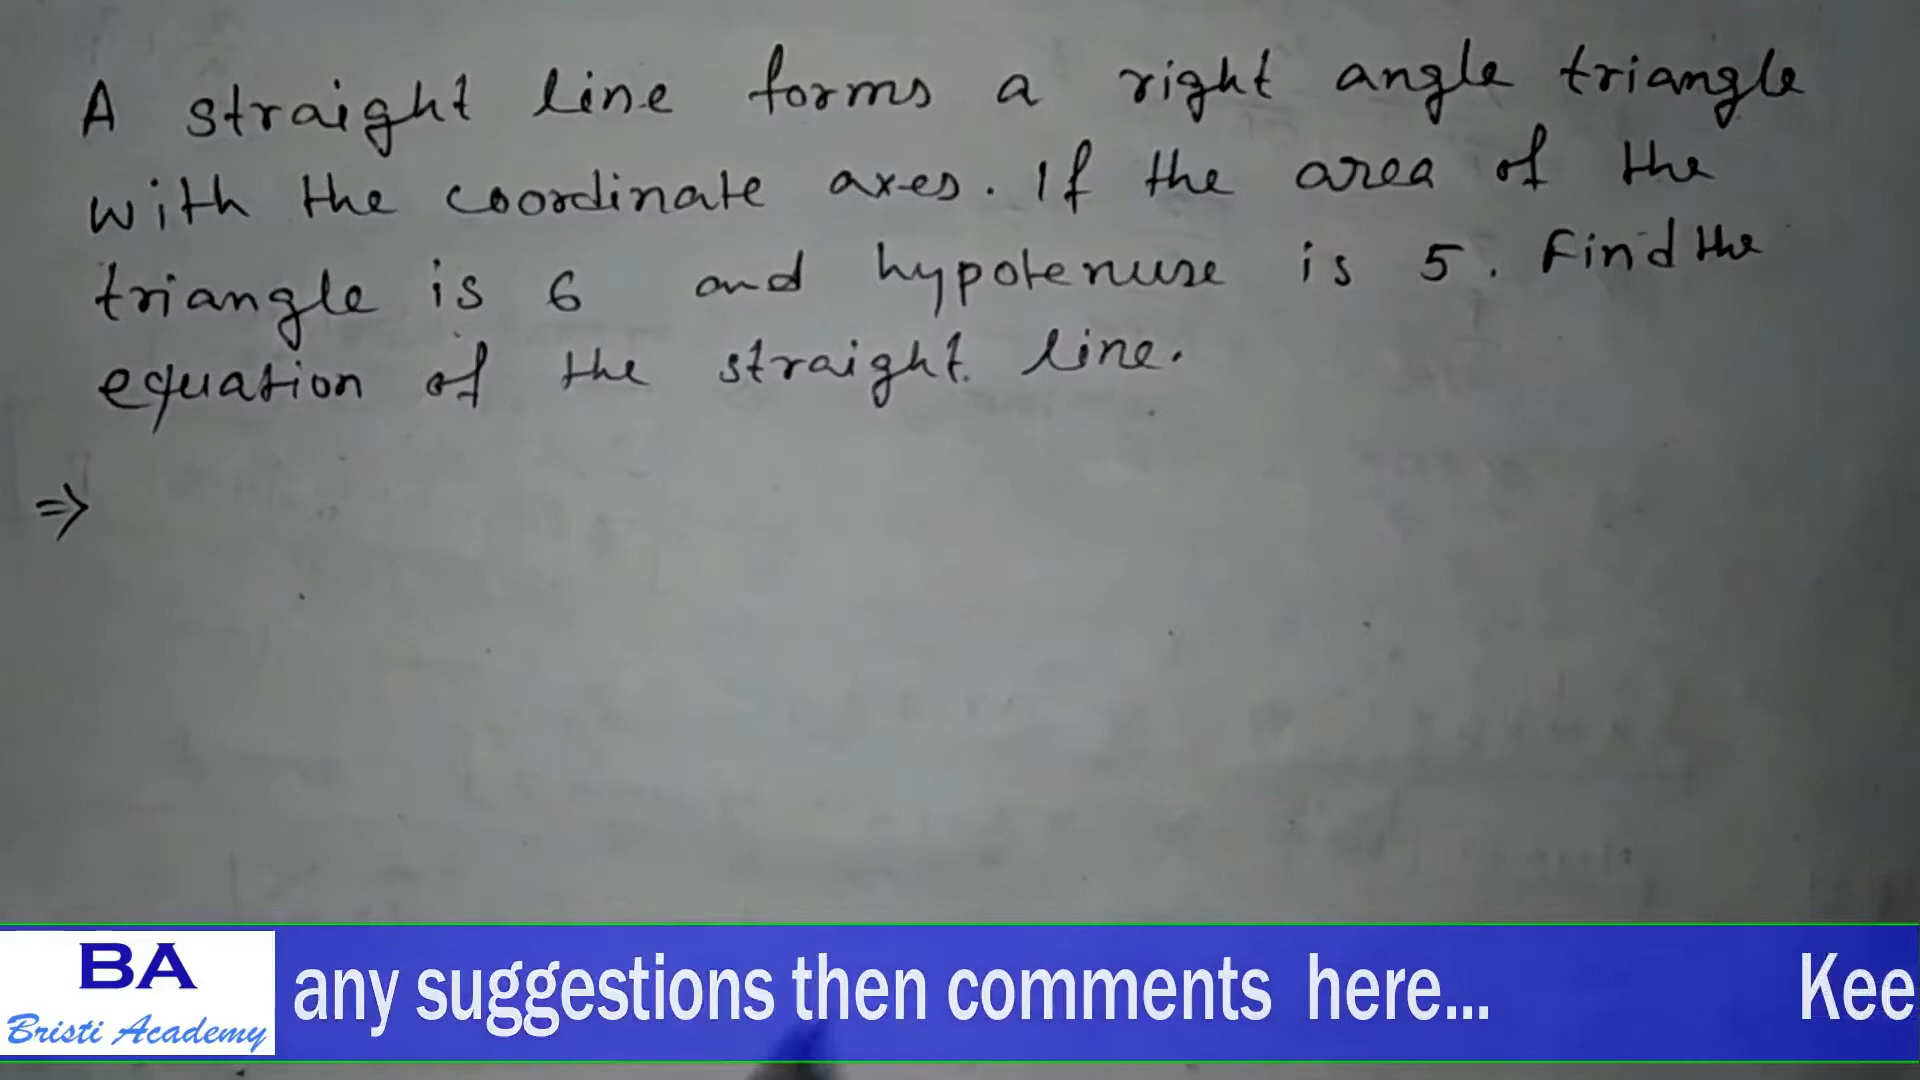 A straight line forms a right angle triangle
with the coordinate axes. If the area of the
triangle is 6 and hypotenuse is 5. Find the
equation of the straight line.
⇒
BA
Bristi Academy
any suggestions then comments here... Kee